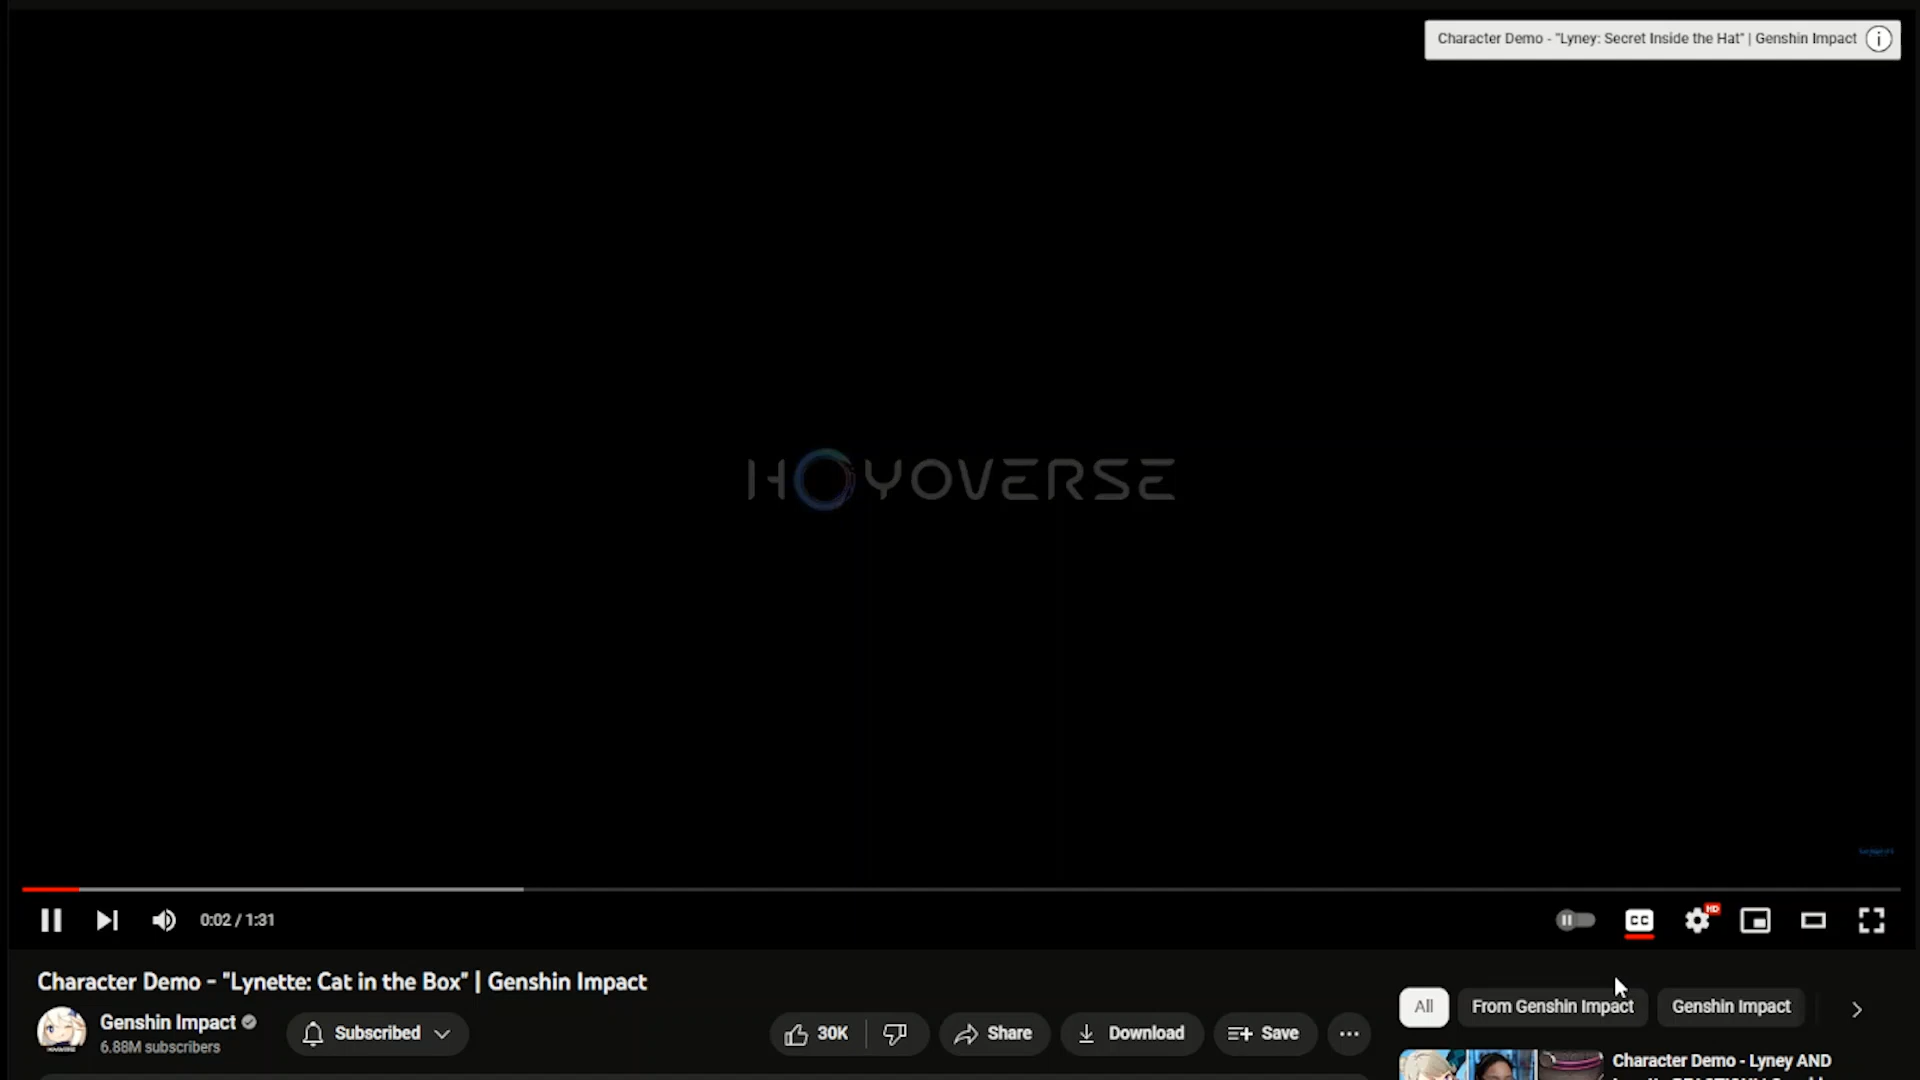 Character Demo - "Lyney: Secret Inside the Hat" | Genshin Impact
HOYOVERSE
0:02 / 1:31
CC
HD
Character Demo - "Lynette: Cat in the Box" | Genshin Impact
Genshin Impact
6.88M subscribers
Subscribed
30K
Share
Download
Save
All
From Genshin Impact
Genshin Impact
Character Demo - Lyney AND